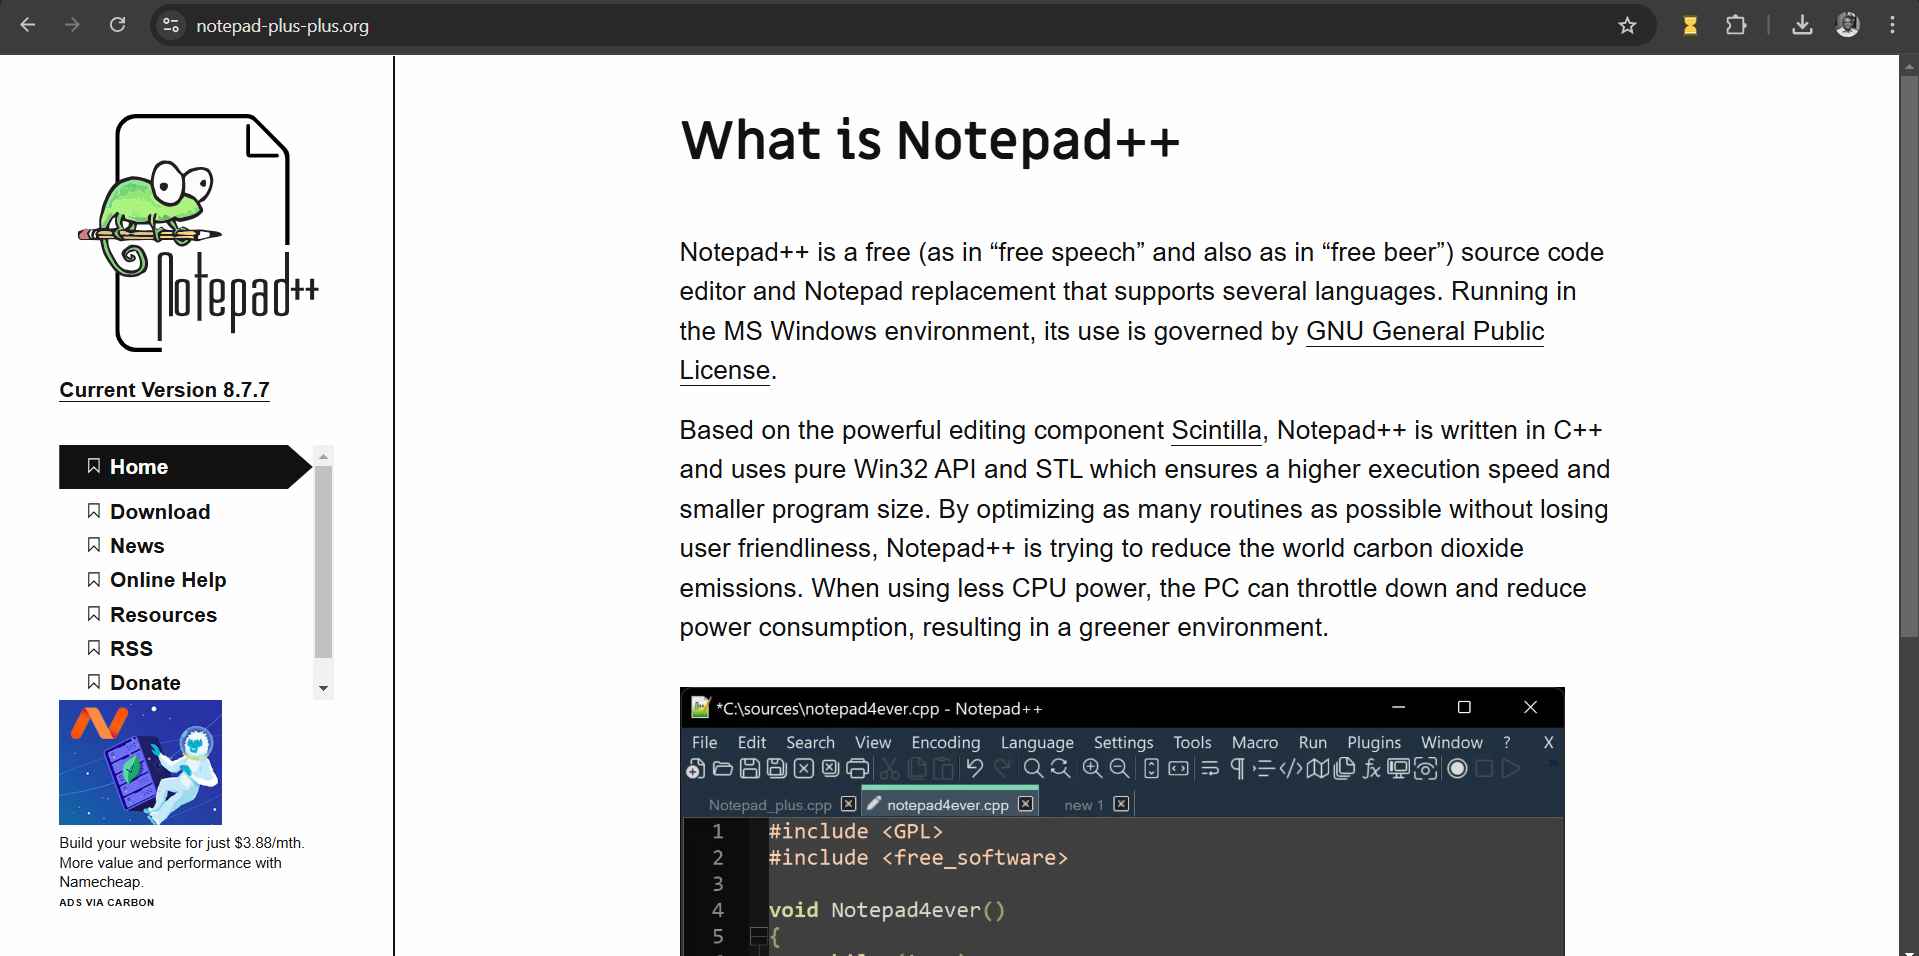 notepad-plus-plus.org
Notepad++
Current Version 8.7.7
Home
Download
News
Online Help
Resources
RSS
Donate
Build your website for just $3.88/mth.
More value and performance with
Namecheap.
ADS VIA CARBON
What is Notepad++
Notepad++ is a free (as in “free speech” and also as in “free beer”) source code
editor and Notepad replacement that supports several languages. Running in
the MS Windows environment, its use is governed by GNU General Public
License.
Based on the powerful editing component Scintilla, Notepad++ is written in C++
and uses pure Win32 API and STL which ensures a higher execution speed and
smaller program size. By optimizing as many routines as possible without losing
user friendliness, Notepad++ is trying to reduce the world carbon dioxide
emissions. When using less CPU power, the PC can throttle down and reduce
power consumption, resulting in a greener environment.
*C:\sources\notepad4ever.cpp - Notepad++
File Edit Search View Encoding Language Settings Tools Macro Run Plugins Window ? X
Notepad_plus.cpp notepad4ever.cpp new 1
1 #include <GPL>
2 #include <free_software>
3
4 void Notepad4ever()
5 {